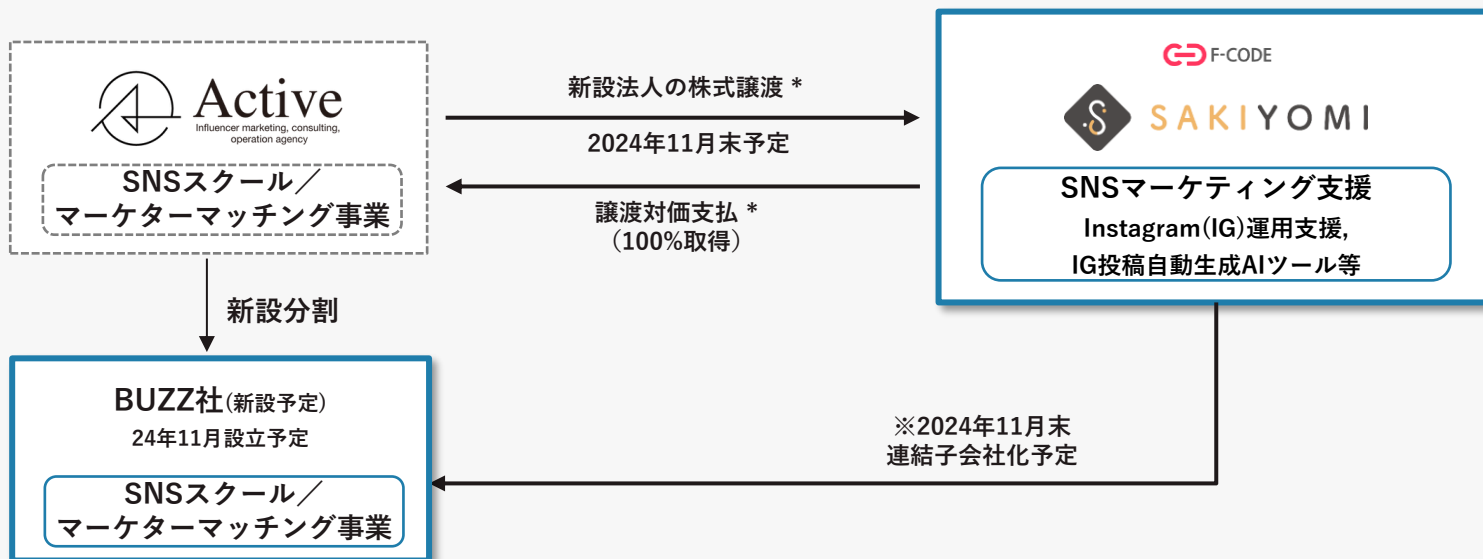 Active
Influencer marketing, consulting,
operation agency
SNSスクール／
マーケターマッチング事業
新設法人の株式譲渡 *
2024年11月末予定
譲渡対価支払 *
（100%取得）
F-CODE
SAKIYOMI
SNSマーケティング支援
Instagram(IG)運用支援,
IG投稿自動生成AIツール等
新設分割
BUZZ社(新設予定)
24年11月設立予定
SNSスクール／
マーケターマッチング事業
※2024年11月末
連結子会社化予定